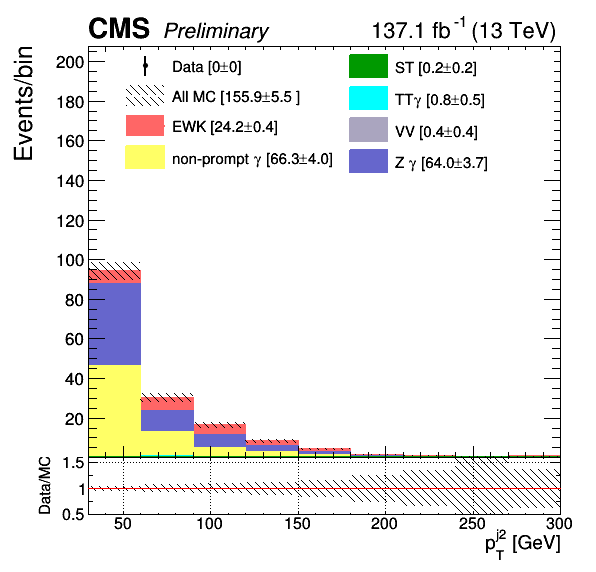 CMS Preliminary 137.1 fb⁻¹ (13 TeV)
Events/bin
200
180
160
140
120
100
80
60
40
20
Data [0±0]
All MC [155.9±5.5 ]
EWK [24.2±0.4]
non-prompt γ [66.3±4.0]
ST [0.2±0.2]
TTγ [0.8±0.5]
VV [0.4±0.4]
Z γ [64.0±3.7]
Data/MC
1.5
1
0.5
50 100 150 200 250 300
p_T^{j2} [GeV]